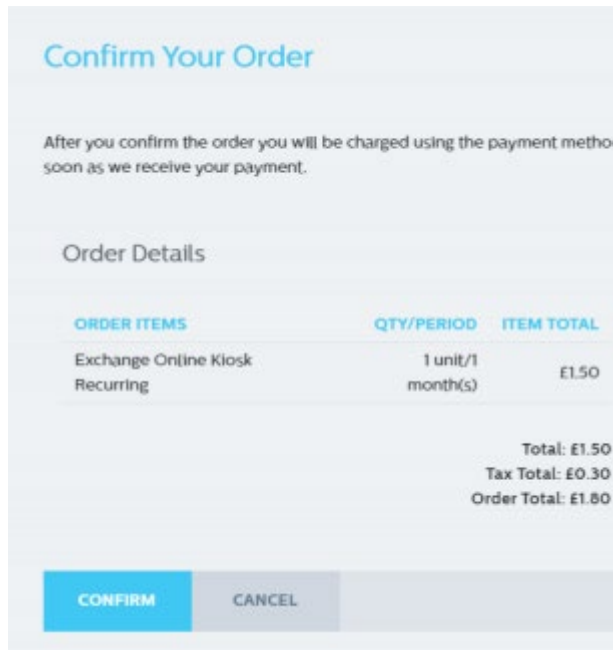 Confirm Your Order
After you confirm the order you will be charged using the payment metho
soon as we receive your payment.
Order Details
ORDER ITEMS QTY/PERIOD ITEM TOTAL
Exchange Online Kiosk 1 unit/1
Recurring month(s) £1.50
Total: £1.50
Tax Total: £0.30
Order Total: £1.80
CONFIRM CANCEL